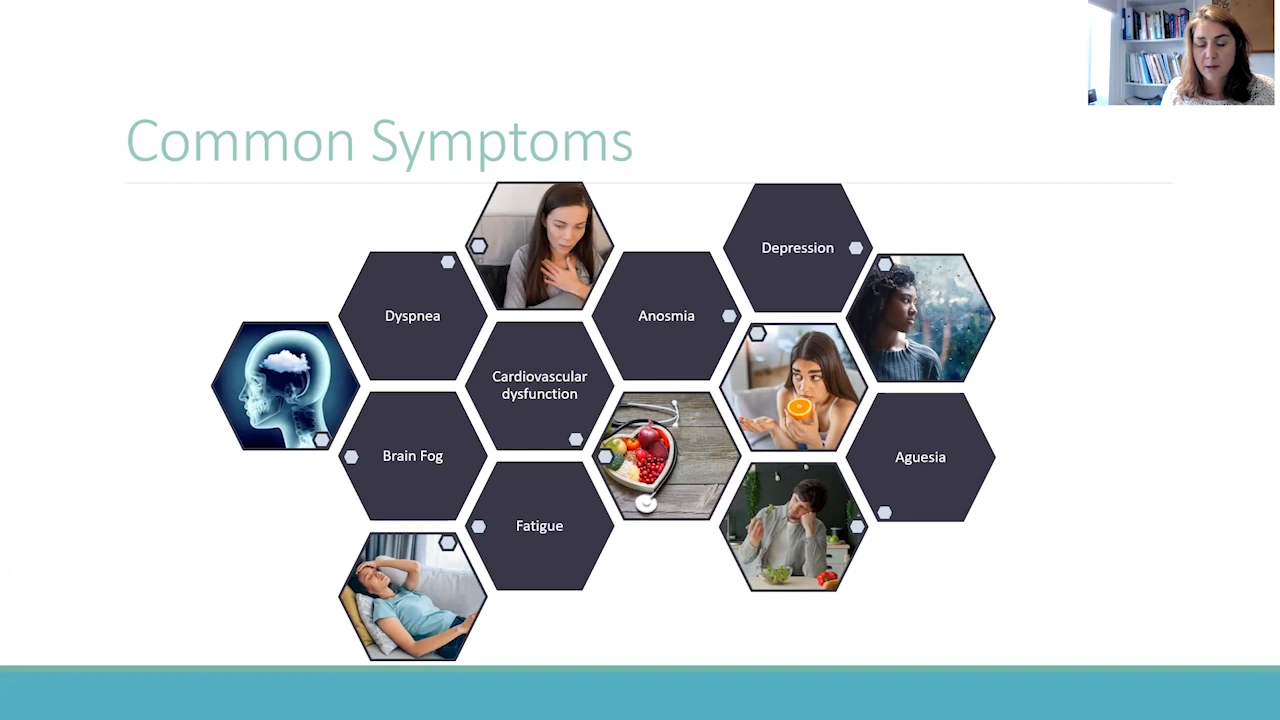 Common Symptoms
Depression
Dyspnea
Anosmia
Cardiovascular
dysfunction
Brain Fog
Aguesia
Fatigue